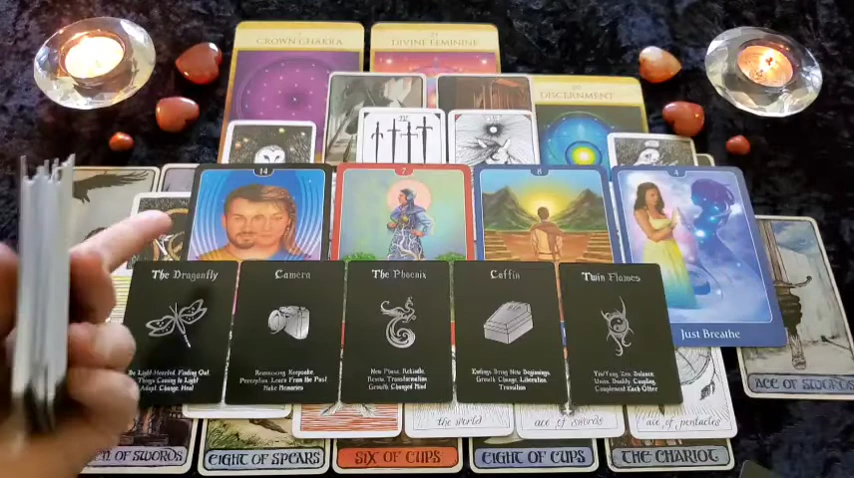 CROWN CHAKRA
DIVINE FEMININE
DISCERNMENT
VI
14
7
8
4
Just Breathe
The Dragonfly
Be Light-Hearted, Finding Out
Things Coming to Light
Adapt, Change, Heal
Camera
Reminiscing, Keepsake,
Perception, Learn From the Past
Make Memories
The Phoenix
New Phase, Rekindle,
Renew, Transformation
Growth, Changed Mind
Coffin
Endings Bring New Beginnings,
Growth, Change, Liberation
Transition
Twin Flames
Yin/Yang, Zen, Balance
Union, Duality, Coupling,
Complement Each Other
ACE OF SWORDS
the world
ace of swords
ace of pentacles
OF SWORDS
EIGHT OF SPEARS
SIX OF CUPS
EIGHT OF CUPS
THE CHARIOT